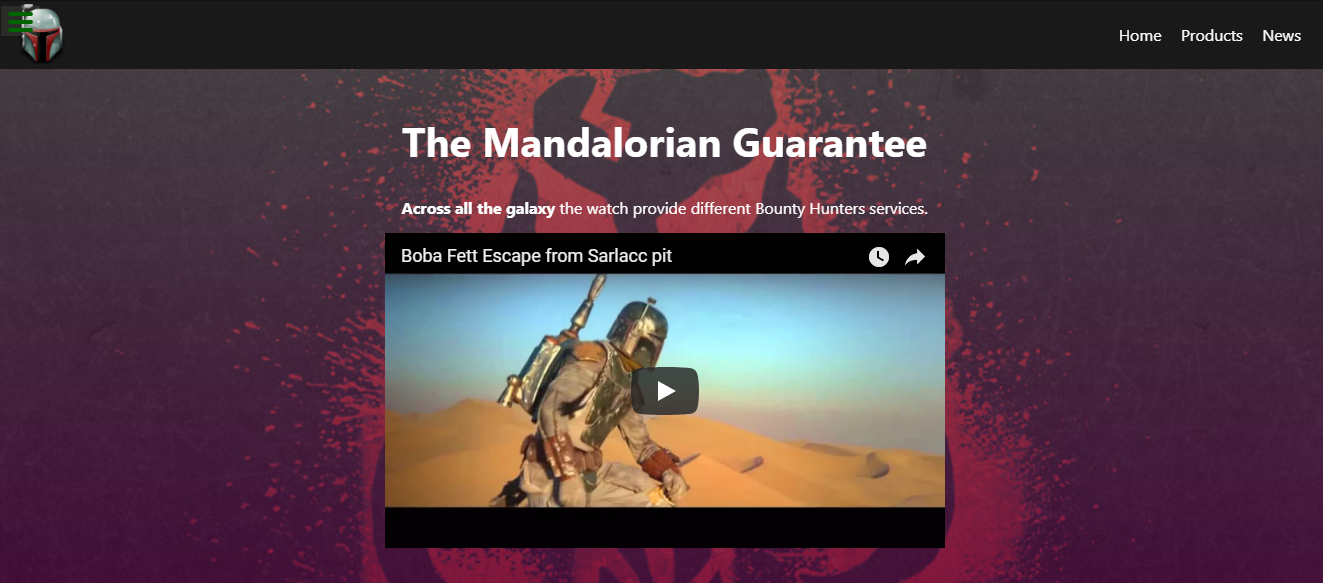 Home Products News
The Mandalorian Guarantee
Across all the galaxy the watch provide different Bounty Hunters services.
Boba Fett Escape from Sarlacc pit